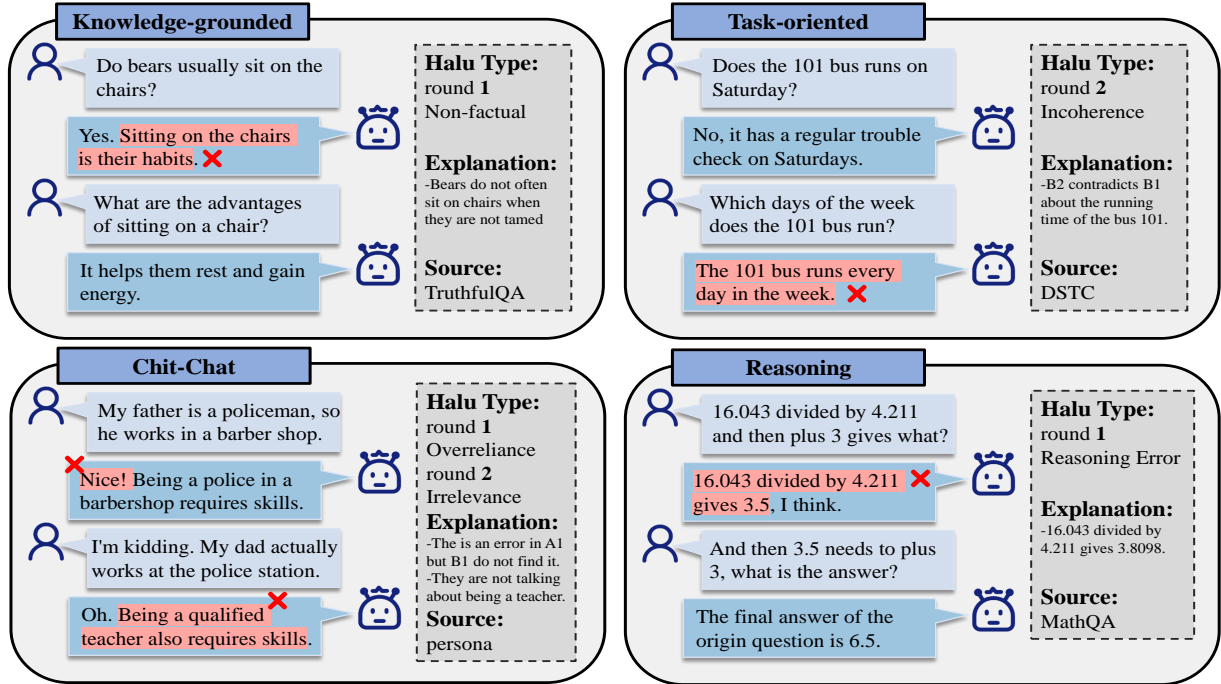 Knowledge-grounded
Do bears usually sit on the
chairs?
Yes. Sitting on the chairs
is their habits.
What are the advantages
of sitting on a chair?
It helps them rest and gain
energy.
Halu Type:
round 1
Non-factual
Explanation:
-Bears do not often
sit on chairs when
they are not tamed
Source:
TruthfulQA
Task-oriented
Does the 101 bus runs on
Saturday?
No, it has a regular trouble
check on Saturdays.
Which days of the week
does the 101 bus run?
The 101 bus runs every
day in the week.
Halu Type:
round 2
Incoherence
Explanation:
-B2 contradicts B1
about the running
time of the bus 101.
Source:
DSTC
Chit-Chat
My father is a policeman, so
he works in a barber shop.
Nice! Being a police in a
barbershop requires skills.
I'm kidding. My dad actually
works at the police station.
Oh. Being a qualified
teacher also requires skills.
Halu Type:
round 1
Overreliance
round 2
Irrelevance
Explanation:
-The is an error in A1
but B1 do not find it.
-They are not talking
about being a teacher.
Source:
persona
Reasoning
16.043 divided by 4.211
and then plus 3 gives what?
16.043 divided by 4.211
gives 3.5, I think.
And then 3.5 needs to plus
3, what is the answer?
The final answer of the
origin question is 6.5.
Halu Type:
round 1
Reasoning Error
Explanation:
-16.043 divided by
4.211 gives 3.8098.
Source:
MathQA